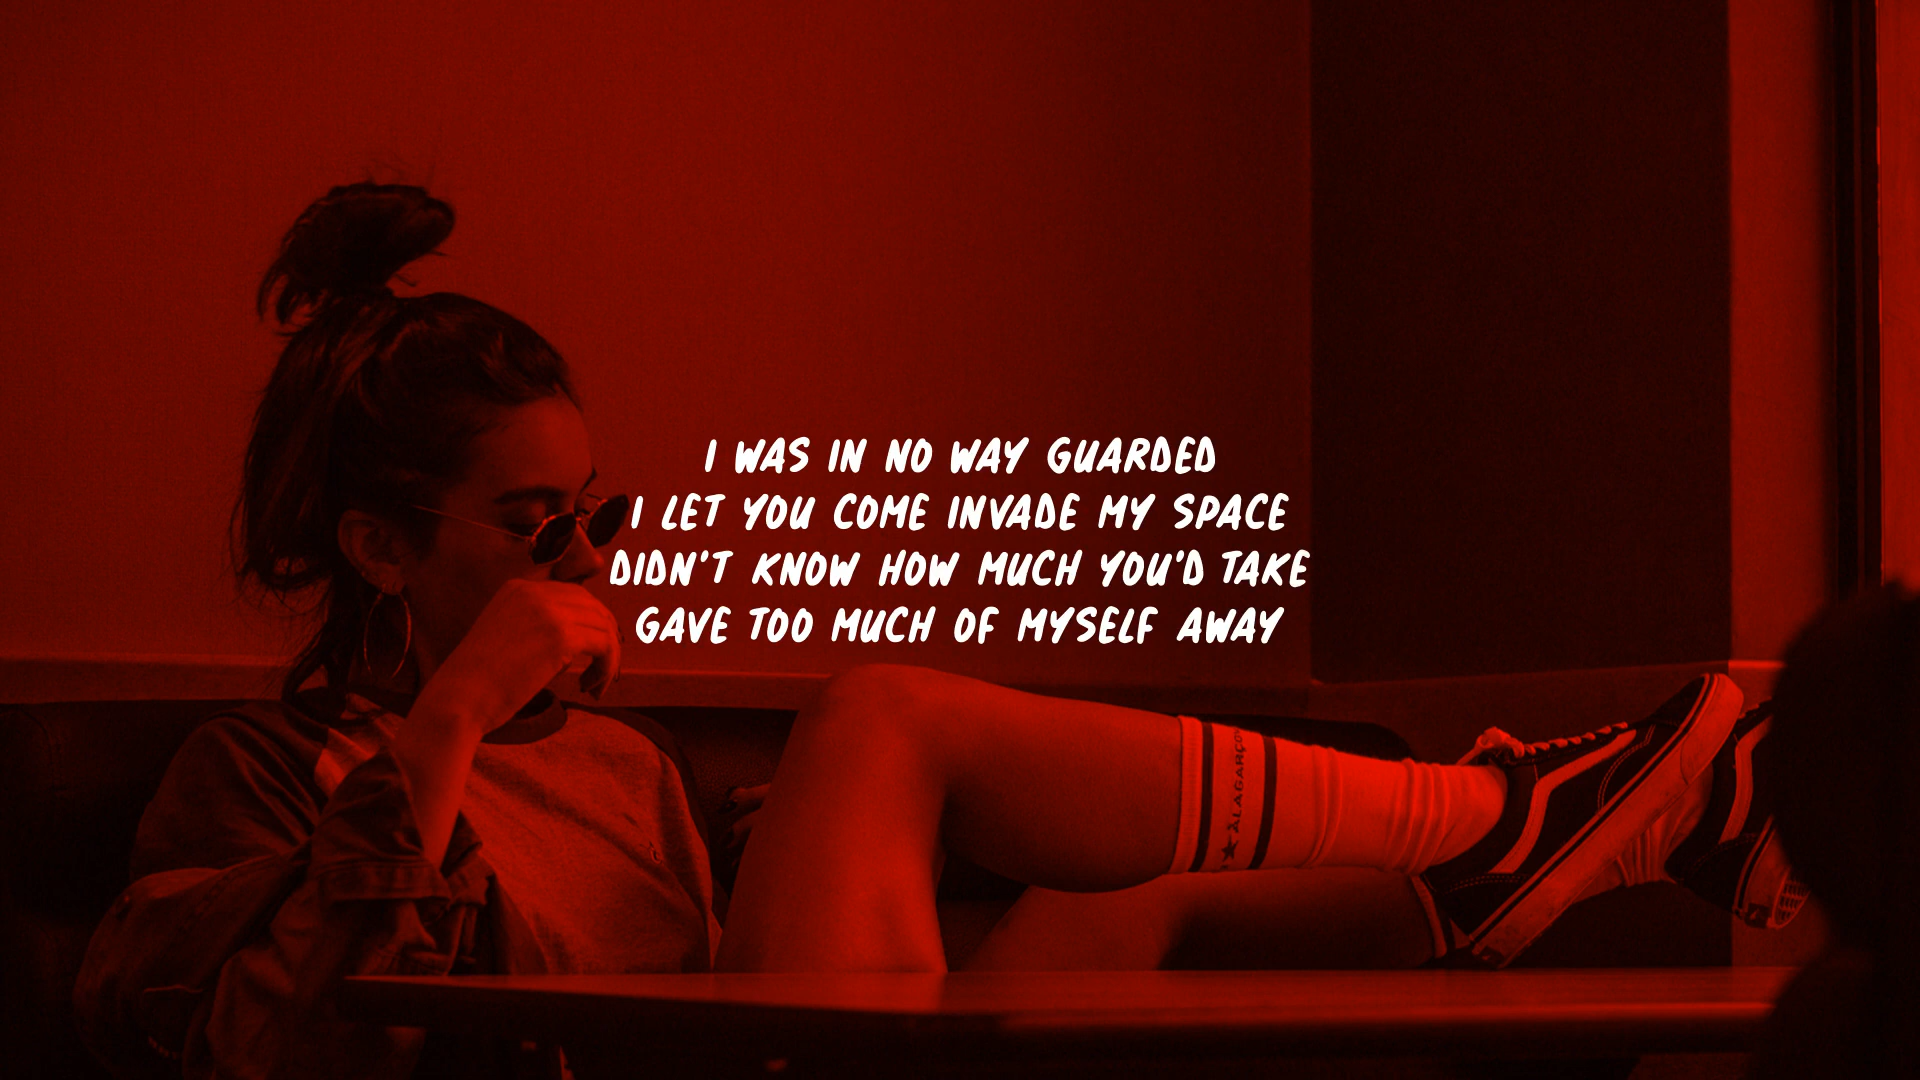 I WAS IN NO WAY GUARDED
I LET YOU COME INVADE MY SPACE
DIDN'T KNOW HOW MUCH YOU'D TAKE
GAVE TOO MUCH OF MYSELF AWAY